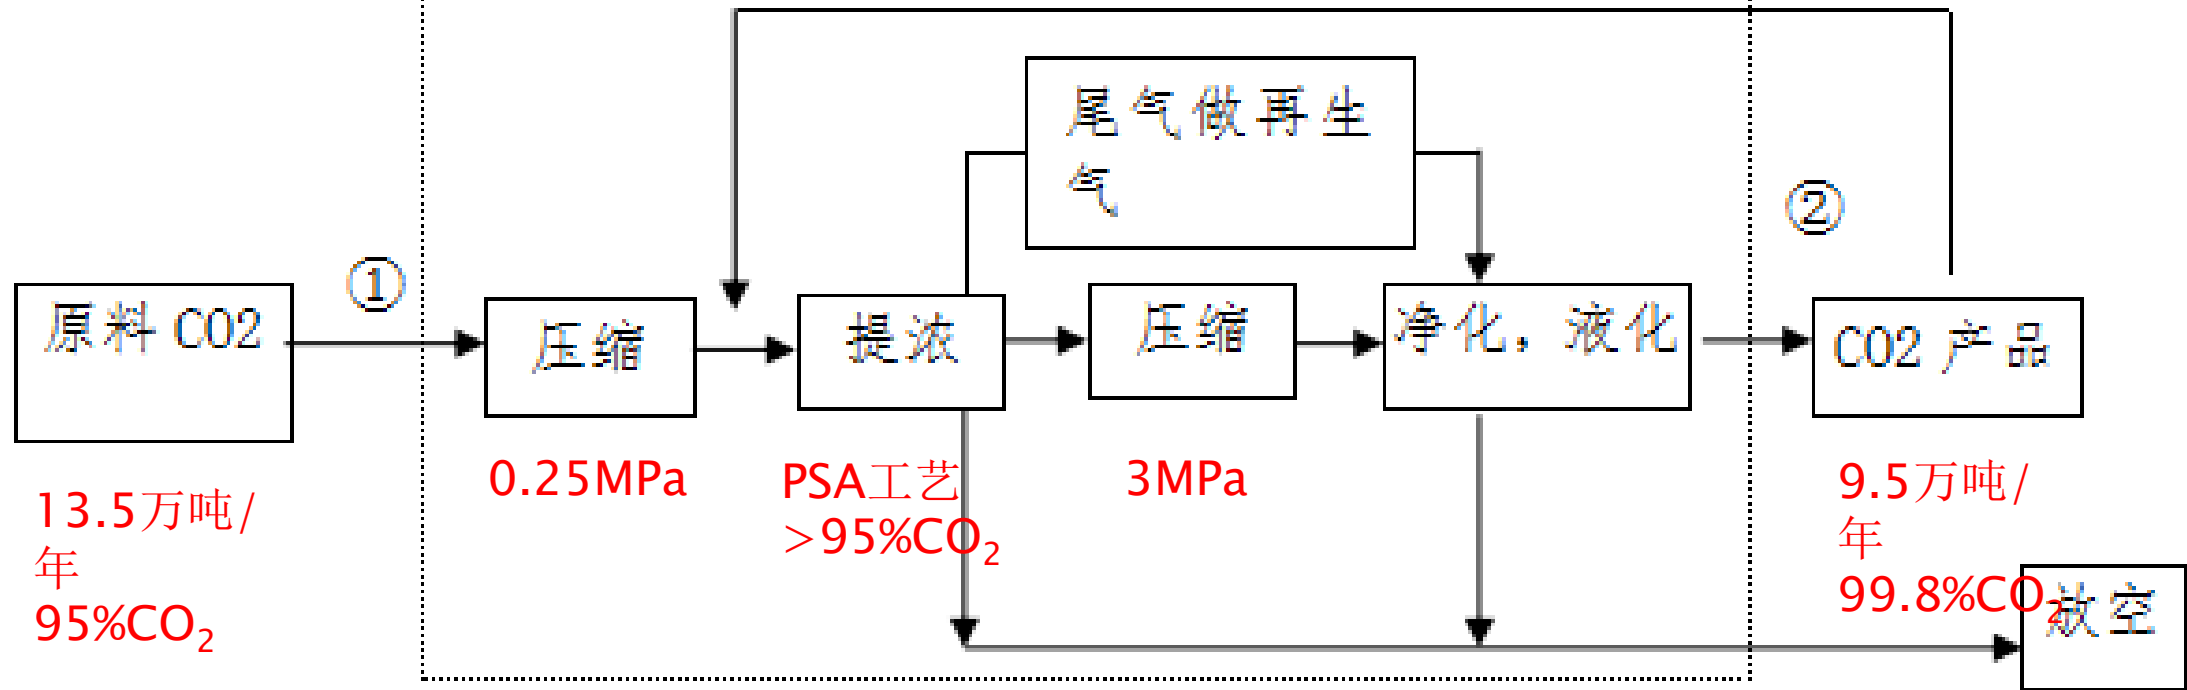 尾气做再生
气
①
②
原料 CO2
压缩
提浓
压缩
净化，液化
CO2 产品
0.25MPa
PSA工艺
>95%CO₂
3MPa
13.5万吨/
年
95%CO₂
9.5万吨/
年
99.8%CO₂
放空